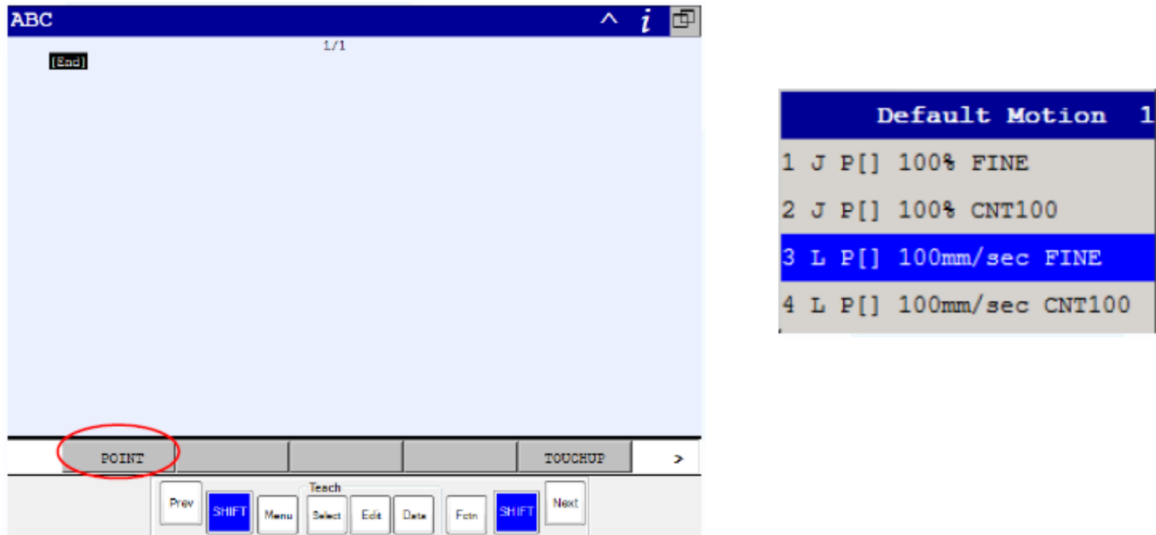 ABC
^ i
1/1
[End]
POINT TOUCHUP >
Teach
Prev SHIFT Menu Select Edit Data Fctn SHIFT Next
Default Motion 1
1 J P[] 100% FINE
2 J P[] 100% CNT100
3 L P[] 100mm/sec FINE
4 L P[] 100mm/sec CNT100